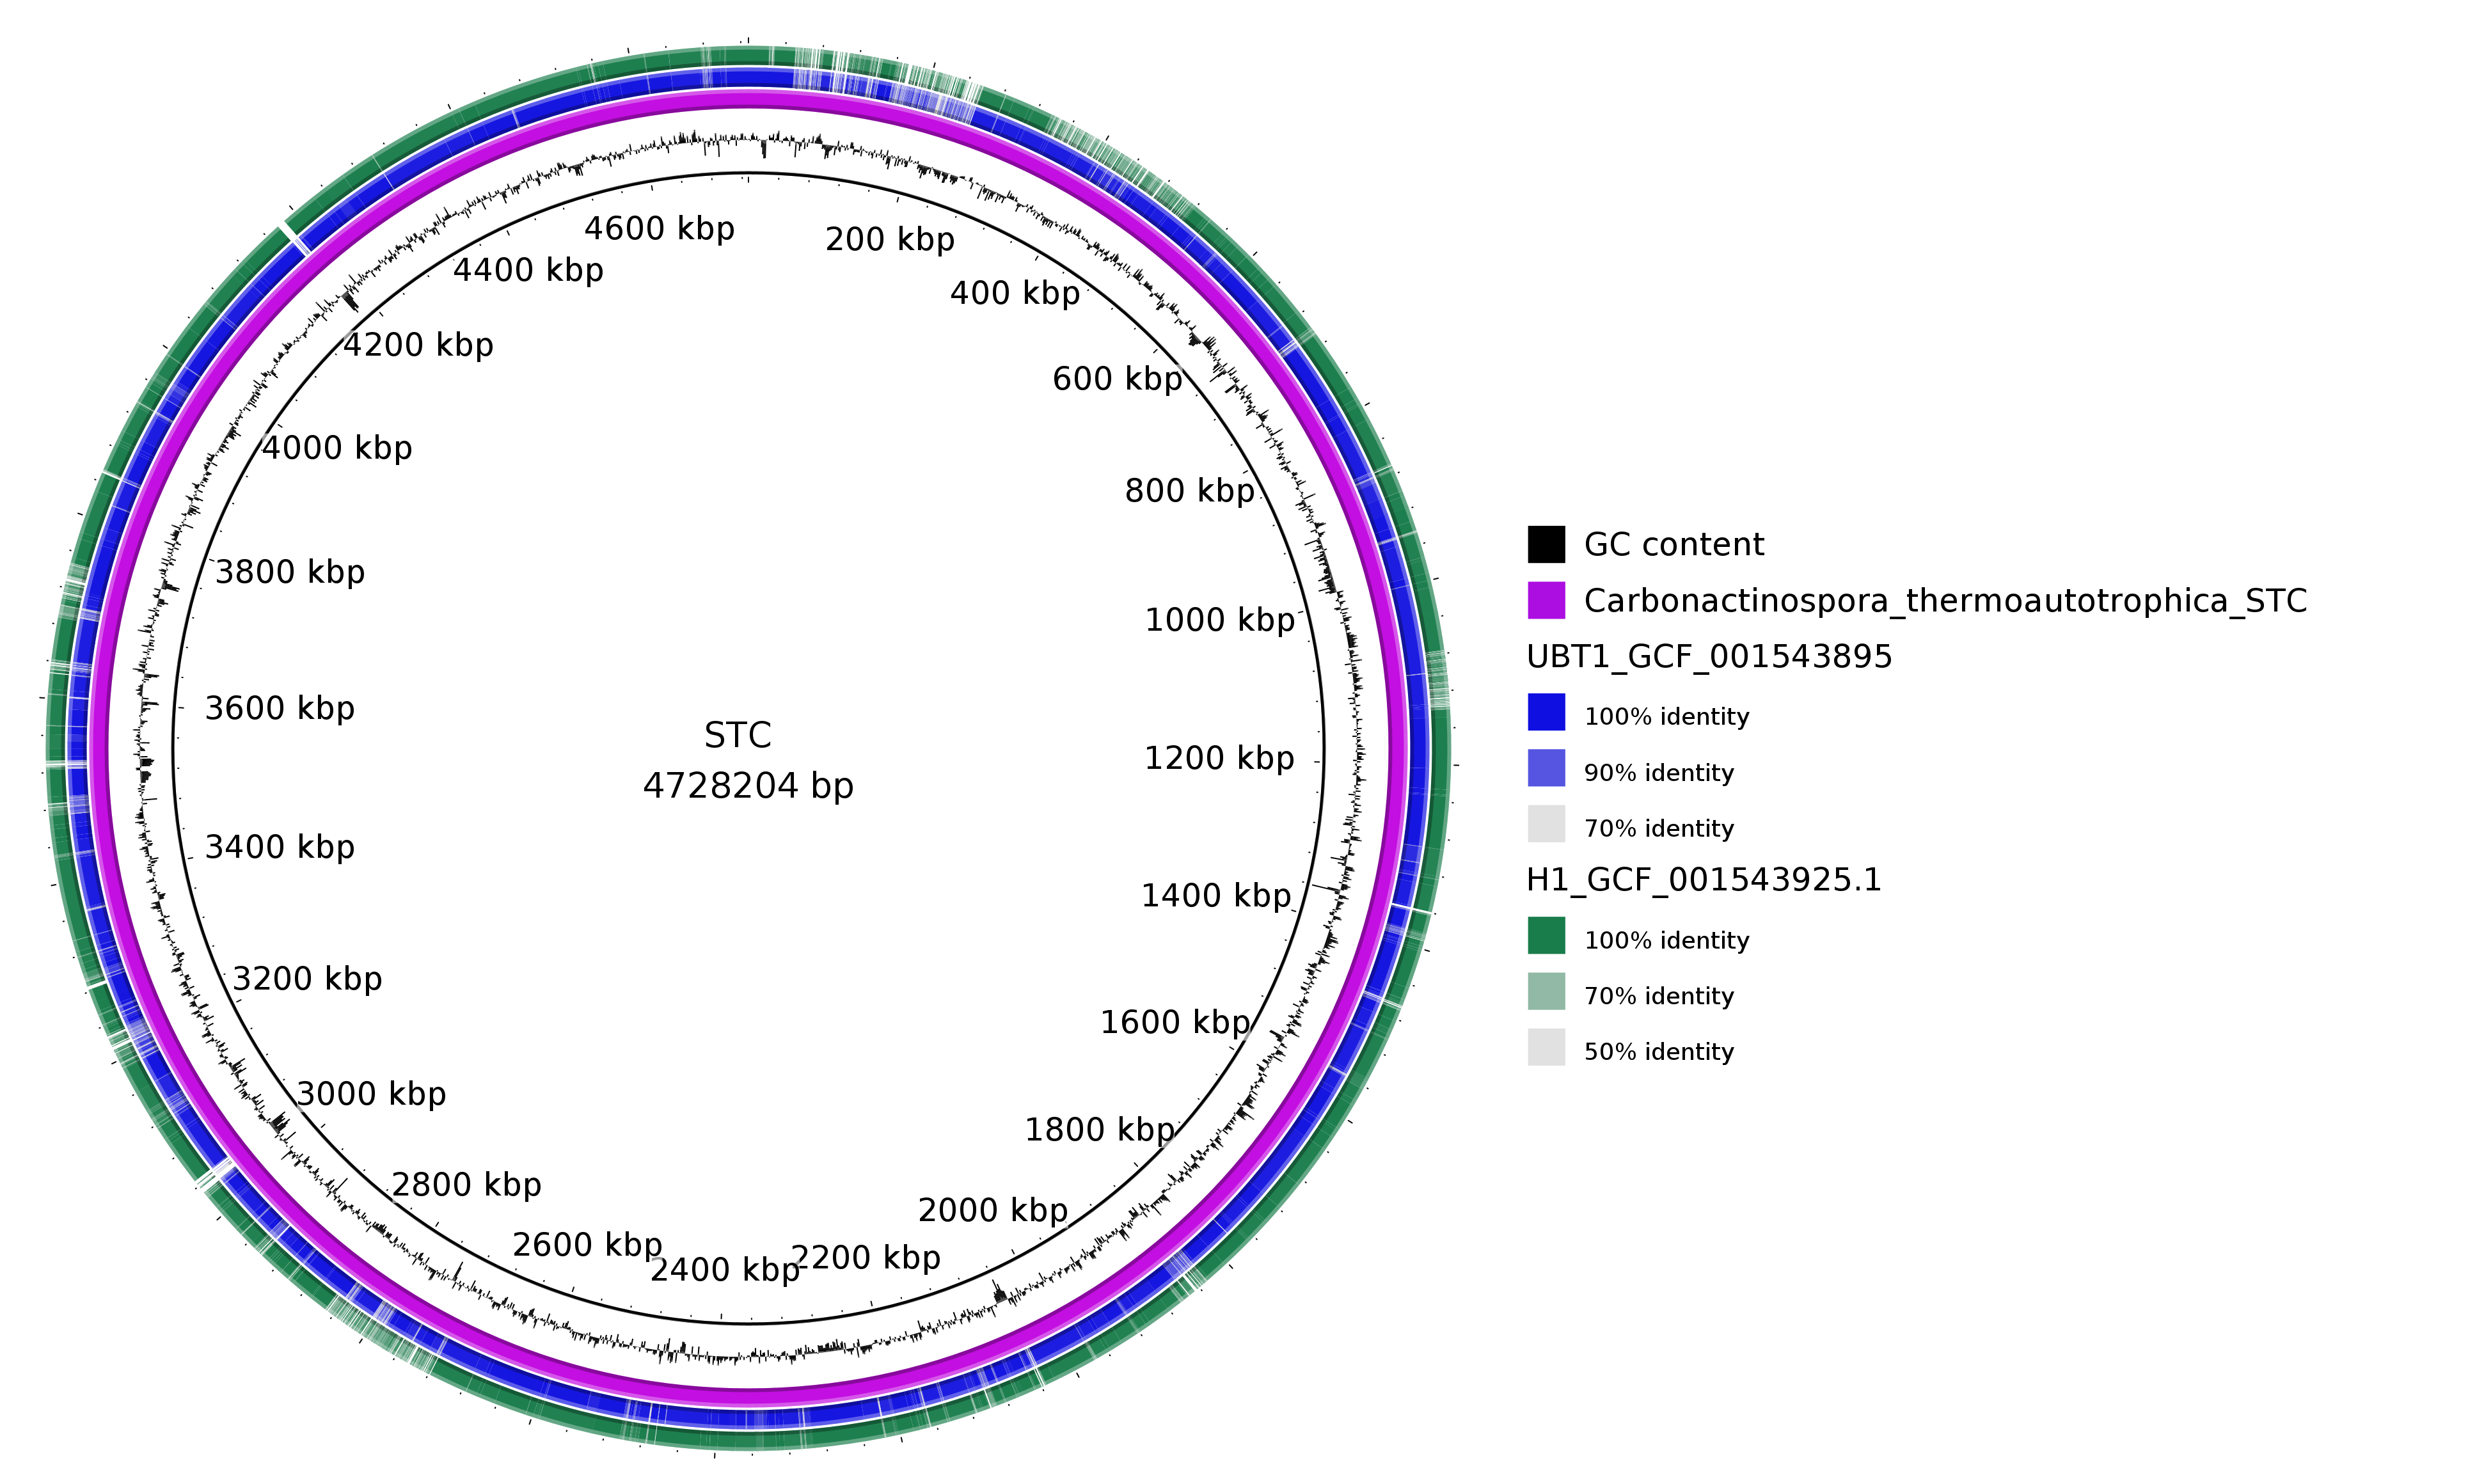 4600 kbp
200 kbp
4400 kbp
400 kbp
4200 kbp
600 kbp
4000 kbp
800 kbp
3800 kbp
1000 kbp
3600 kbp
1200 kbp
STC
4728204 bp
3400 kbp
1400 kbp
3200 kbp
1600 kbp
3000 kbp
1800 kbp
2800 kbp
2000 kbp
2600 kbp
2400 kbp
2200 kbp
GC content
Carbonactinospora_thermoautotrophica_STC
UBT1_GCF_001543895
100% identity
90% identity
70% identity
H1_GCF_001543925.1
100% identity
70% identity
50% identity